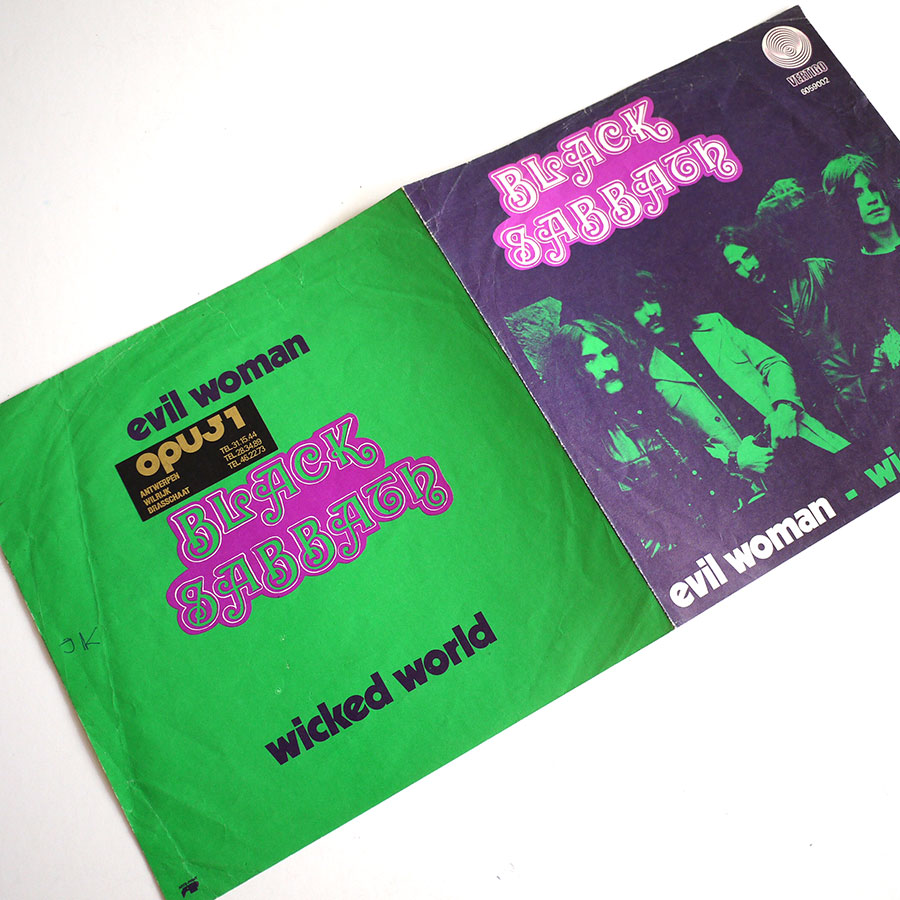 evil woman
opus 1
TEL.31.15.44
TEL.28.34.89
TEL.46.22.73
ANTWERPEN
WILRIJK
BRASSCHAAT
BLACK
SABBATH
wicked world
JK
VERTIGO
6059002
BLACK
SABBATH
evil woman - wi